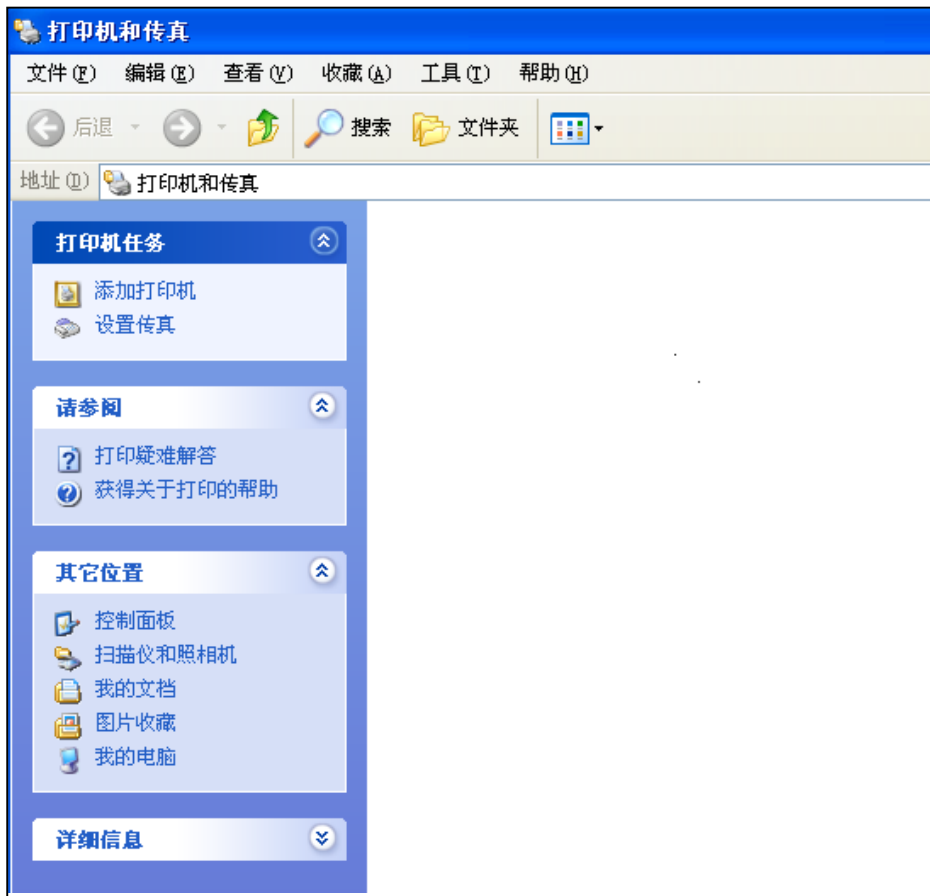 打印机和传真
文件(F) 编辑(E) 查看(V) 收藏(A) 工具(T) 帮助(H)
后退 搜索 文件夹
地址(D) 打印机和传真
打印机任务
添加打印机
设置传真
请参阅
打印疑难解答
获得关于打印的帮助
其它位置
控制面板
扫描仪和照相机
我的文档
图片收藏
我的电脑
详细信息